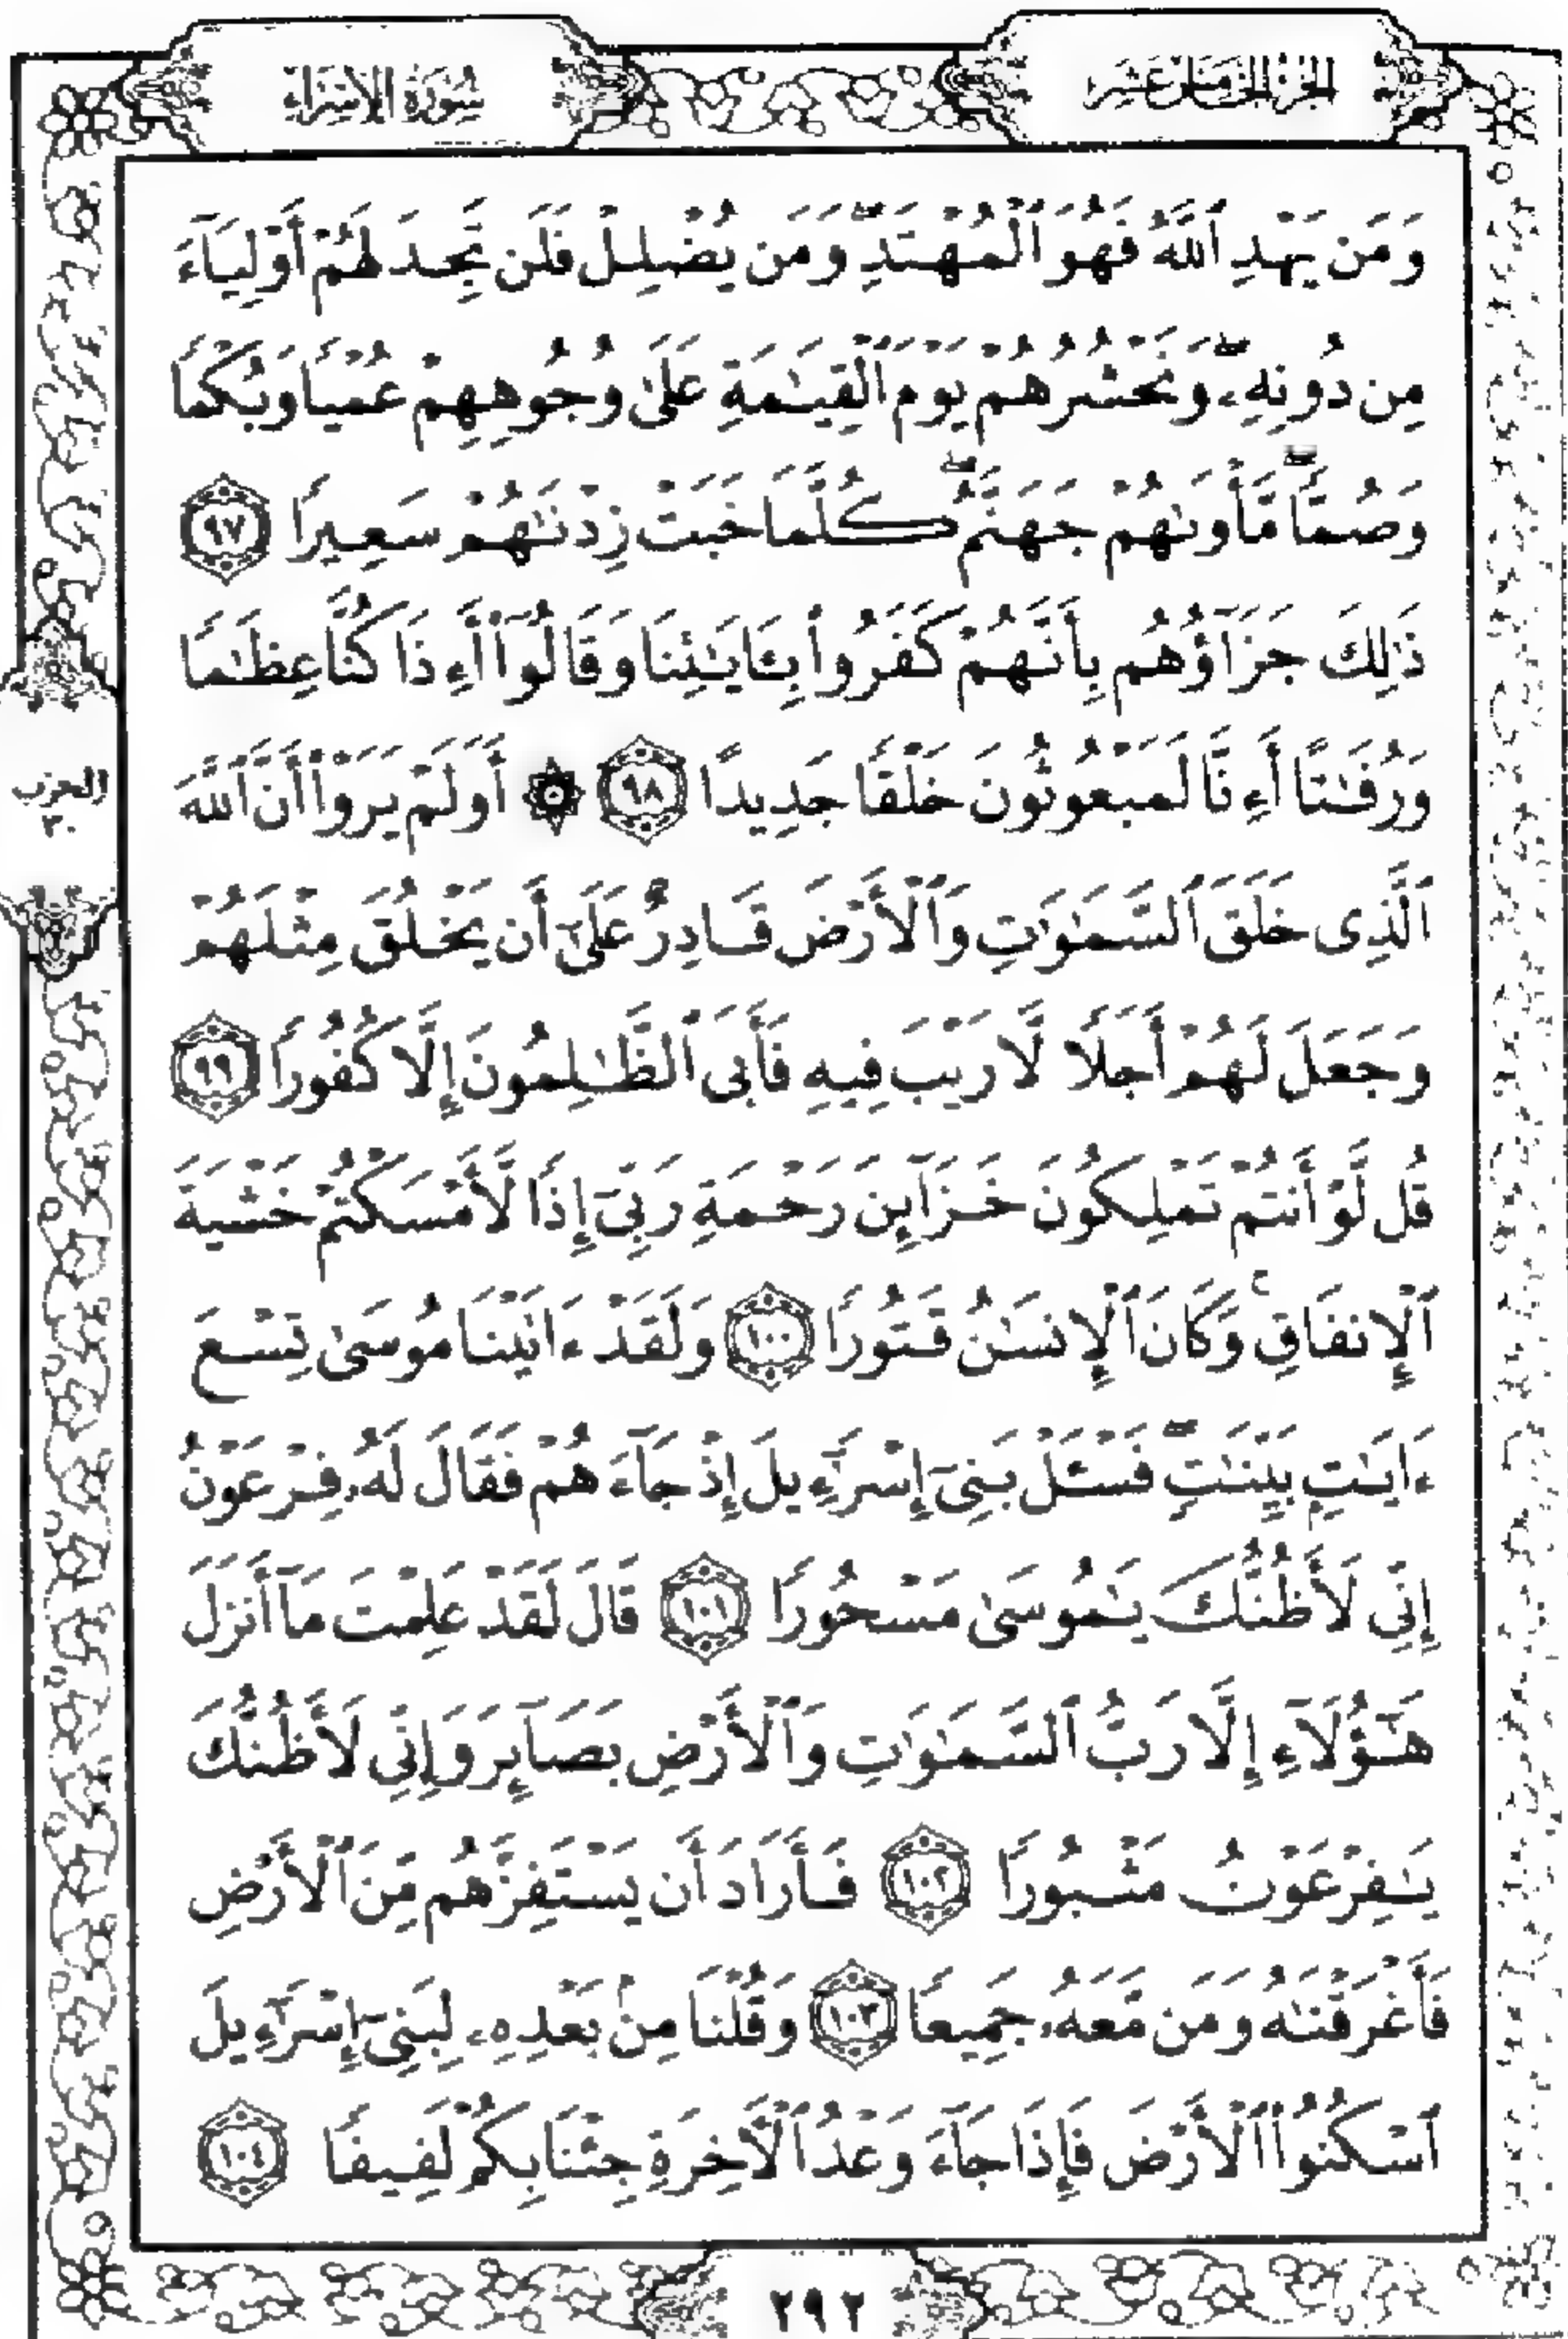 الجزء الخامس عشر
سورة الإسراء
وَمَن يَهْدِ ٱللَّهُ فَهُوَ ٱلْمُهْتَدِۖ وَمَن يُضْلِلْ فَلَن تَجِدَ لَهُمْ أَوْلِيَآءَ
مِن دُونِهِۦۖ وَنَحْشُرُهُمْ يَوْمَ ٱلْقِيَٰمَةِ عَلَىٰ وُجُوهِهِمْ عُمْيًا وَبُكْمًا
وَصُمًّاۖ مَّأْوَىٰهُمْ جَهَنَّمُۖ كُلَّمَا خَبَتْ زِدْنَٰهُمْ سَعِيرًا ٩٧
ذَٰلِكَ جَزَآؤُهُم بِأَنَّهُمْ كَفَرُوا۟ بِـَٔايَٰتِنَا وَقَالُوٓا۟ أَءِذَا كُنَّا عِظَٰمًا
وَرُفَٰتًا أَءِنَّا لَمَبْعُوثُونَ خَلْقًا جَدِيدًا ٩٨ ۞ أَوَلَمْ يَرَوْا۟ أَنَّ ٱللَّهَ
ٱلَّذِى خَلَقَ ٱلسَّمَٰوَٰتِ وَٱلْأَرْضَ قَادِرٌ عَلَىٰٓ أَن يَخْلُقَ مِثْلَهُمْ
وَجَعَلَ لَهُمْ أَجَلًا لَّا رَيْبَ فِيهِ فَأَبَى ٱلظَّٰلِمُونَ إِلَّا كُفُورًا ٩٩
قُل لَّوْ أَنتُمْ تَمْلِكُونَ خَزَآئِنَ رَحْمَةِ رَبِّىٓ إِذًا لَّأَمْسَكْتُمْ خَشْيَةَ
ٱلْإِنفَاقِۚ وَكَانَ ٱلْإِنسَٰنُ قَتُورًا ١٠٠ وَلَقَدْ ءَاتَيْنَا مُوسَىٰ تِسْعَ
ءَايَٰتٍۭ بَيِّنَٰتٍۖ فَسْـَٔلْ بَنِىٓ إِسْرَٰٓءِيلَ إِذْ جَآءَهُمْ فَقَالَ لَهُۥ فِرْعَوْنُ
إِنِّى لَأَظُنُّكَ يَٰمُوسَىٰ مَسْحُورًا ١٠١ قَالَ لَقَدْ عَلِمْتَ مَآ أَنزَلَ
هَٰٓؤُلَآءِ إِلَّا رَبُّ ٱلسَّمَٰوَٰتِ وَٱلْأَرْضِ بَصَآئِرَ وَإِنِّى لَأَظُنُّكَ
يَٰفِرْعَوْنُ مَثْبُورًا ١٠٢ فَأَرَادَ أَن يَسْتَفِزَّهُم مِّنَ ٱلْأَرْضِ
فَأَغْرَقْنَٰهُ وَمَن مَّعَهُۥ جَمِيعًا ١٠٣ وَقُلْنَا مِنۢ بَعْدِهِۦ لِبَنِىٓ إِسْرَٰٓءِيلَ
ٱسْكُنُوا۟ ٱلْأَرْضَ فَإِذَا جَآءَ وَعْدُ ٱلْءَاخِرَةِ جِئْنَا بِكُمْ لَفِيفًا ١٠٤
الحزب
٣٠
٢٩٢